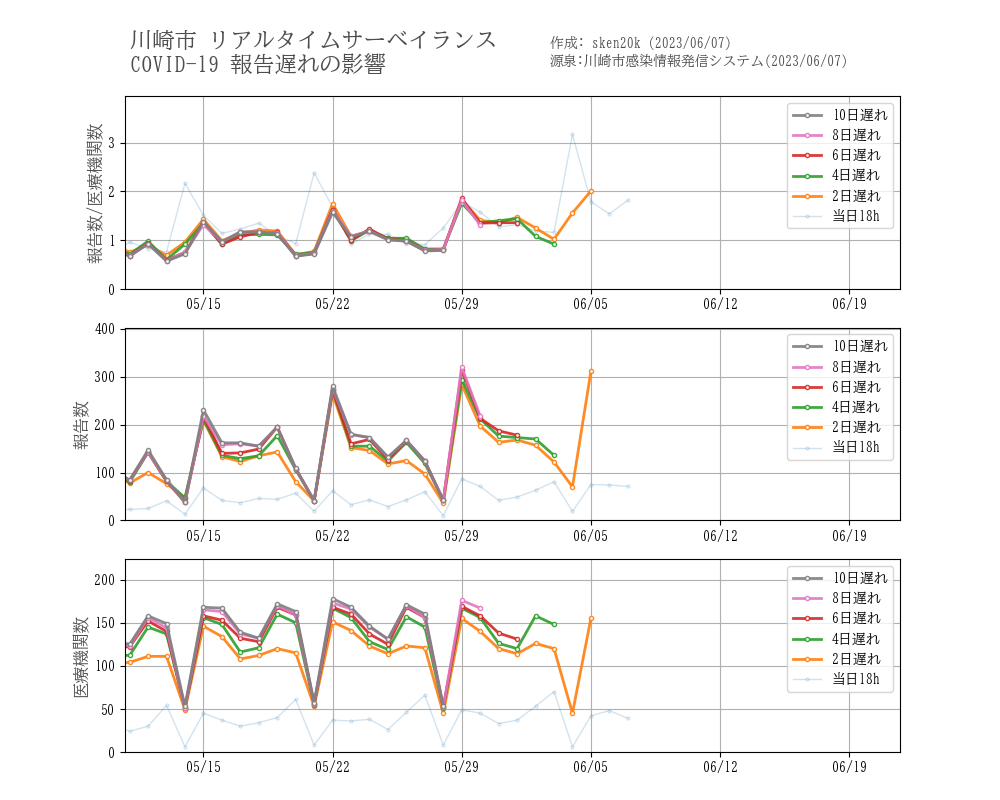 川崎市 リアルタイムサーベイランス
COVID-19 報告遅れの影響
作成: sken20k (2023/06/07)
源泉:川崎市感染情報発信システム(2023/06/07)
報告数/医療機関数
3
2
1
0
05/15
05/22
05/29
06/05
06/12
06/19
10日遅れ
8日遅れ
6日遅れ
4日遅れ
2日遅れ
当日18h
報告数
400
300
200
100
0
05/15
05/22
05/29
06/05
06/12
06/19
10日遅れ
8日遅れ
6日遅れ
4日遅れ
2日遅れ
当日18h
医療機関数
200
150
100
50
0
05/15
05/22
05/29
06/05
06/12
06/19
10日遅れ
8日遅れ
6日遅れ
4日遅れ
2日遅れ
当日18h